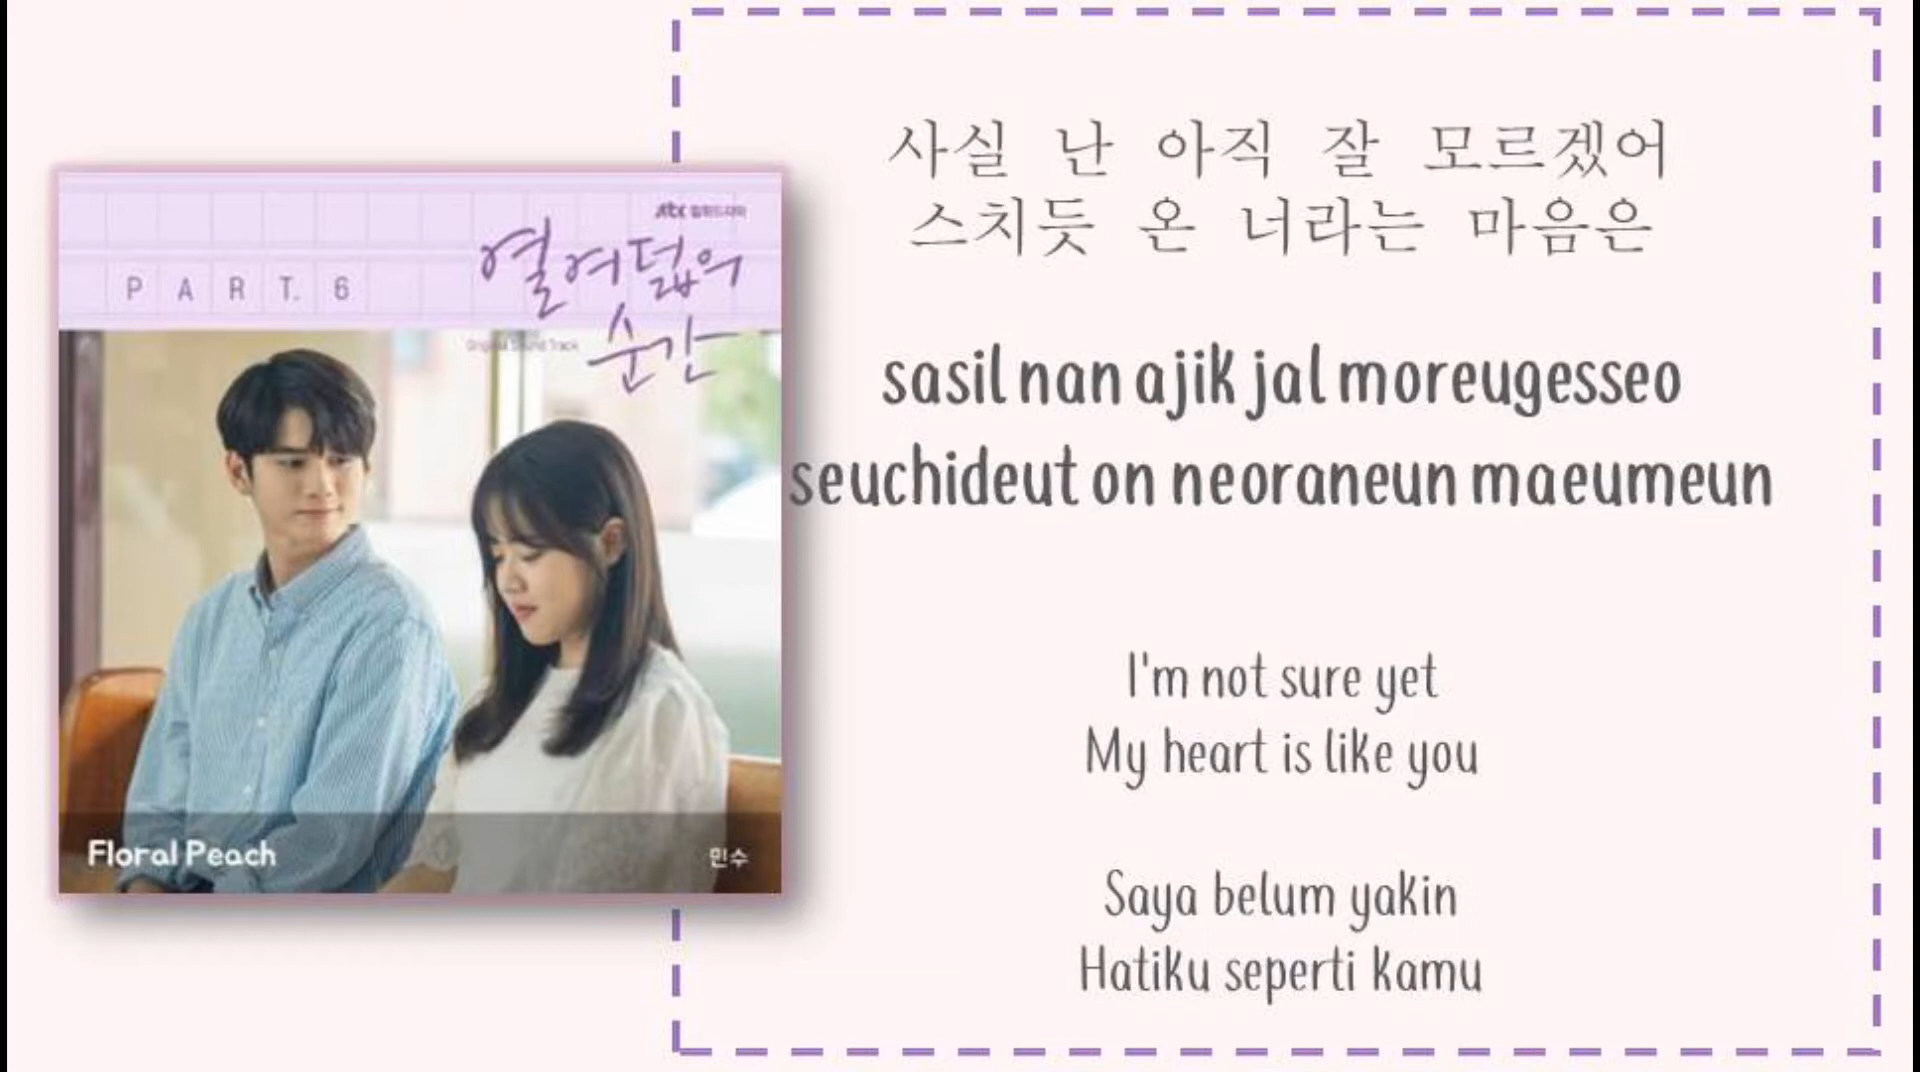 PART. 6
열여덟의
순간
Original Sound Track
Floral Peach
민수
사실 난 아직 잘 모르겠어
스치듯 온 너라는 마음은
sasil nan ajik jal moreugesseo
seuchideut on neoraneun maeumeun
I'm not sure yet
My heart is like you
Saya belum yakin
Hatiku seperti kamu